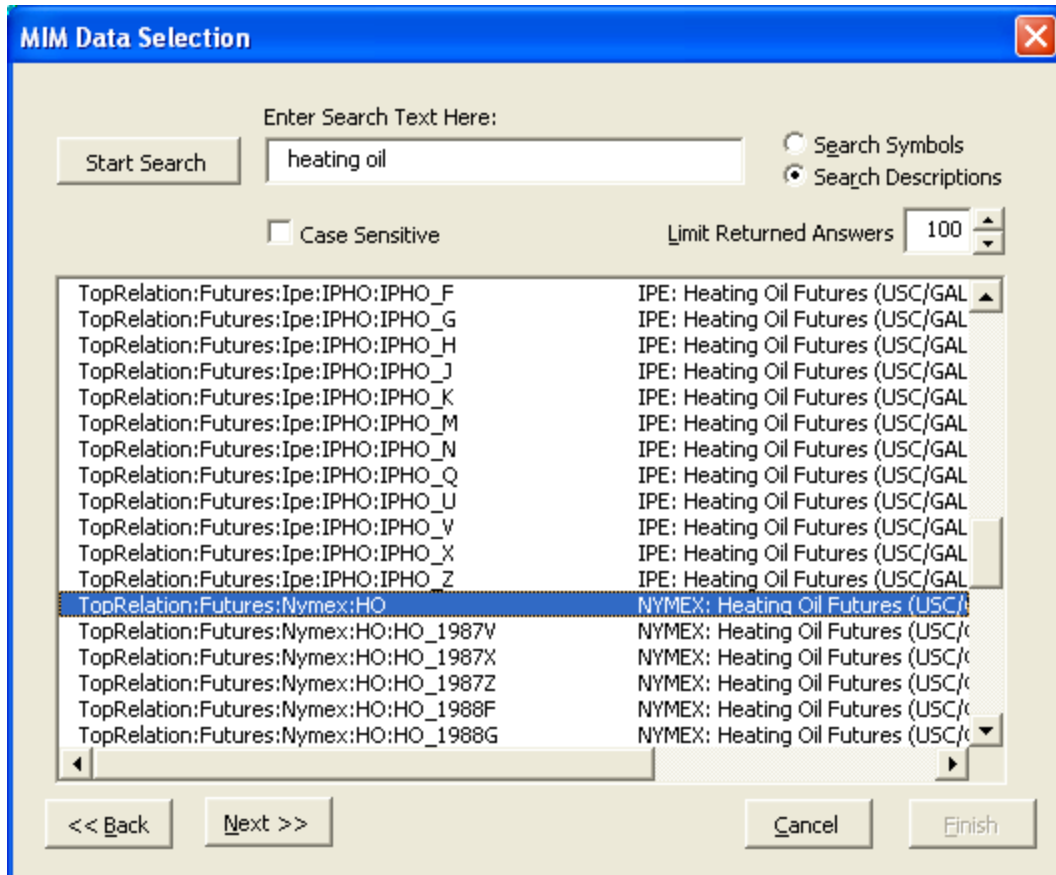 MIM Data Selection
Enter Search Text Here:
Start Search
heating oil
Search Symbols
Search Descriptions
Case Sensitive
Limit Returned Answers 100
TopRelation:Futures:Ipe:IPHO:IPHO_F IPE: Heating Oil Futures (USC/GAL
TopRelation:Futures:Ipe:IPHO:IPHO_G IPE: Heating Oil Futures (USC/GAL
TopRelation:Futures:Ipe:IPHO:IPHO_H IPE: Heating Oil Futures (USC/GAL
TopRelation:Futures:Ipe:IPHO:IPHO_J IPE: Heating Oil Futures (USC/GAL
TopRelation:Futures:Ipe:IPHO:IPHO_K IPE: Heating Oil Futures (USC/GAL
TopRelation:Futures:Ipe:IPHO:IPHO_M IPE: Heating Oil Futures (USC/GAL
TopRelation:Futures:Ipe:IPHO:IPHO_N IPE: Heating Oil Futures (USC/GAL
TopRelation:Futures:Ipe:IPHO:IPHO_Q IPE: Heating Oil Futures (USC/GAL
TopRelation:Futures:Ipe:IPHO:IPHO_U IPE: Heating Oil Futures (USC/GAL
TopRelation:Futures:Ipe:IPHO:IPHO_V IPE: Heating Oil Futures (USC/GAL
TopRelation:Futures:Ipe:IPHO:IPHO_X IPE: Heating Oil Futures (USC/GAL
TopRelation:Futures:Ipe:IPHO:IPHO_Z IPE: Heating Oil Futures (USC/GAL
TopRelation:Futures:Nymex:HO NYMEX: Heating Oil Futures (USC/
TopRelation:Futures:Nymex:HO:HO_1987V NYMEX: Heating Oil Futures (USC/
TopRelation:Futures:Nymex:HO:HO_1987X NYMEX: Heating Oil Futures (USC/
TopRelation:Futures:Nymex:HO:HO_1987Z NYMEX: Heating Oil Futures (USC/
TopRelation:Futures:Nymex:HO:HO_1988F NYMEX: Heating Oil Futures (USC/
TopRelation:Futures:Nymex:HO:HO_1988G NYMEX: Heating Oil Futures (USC/
<< Back Next >> Cancel Finish